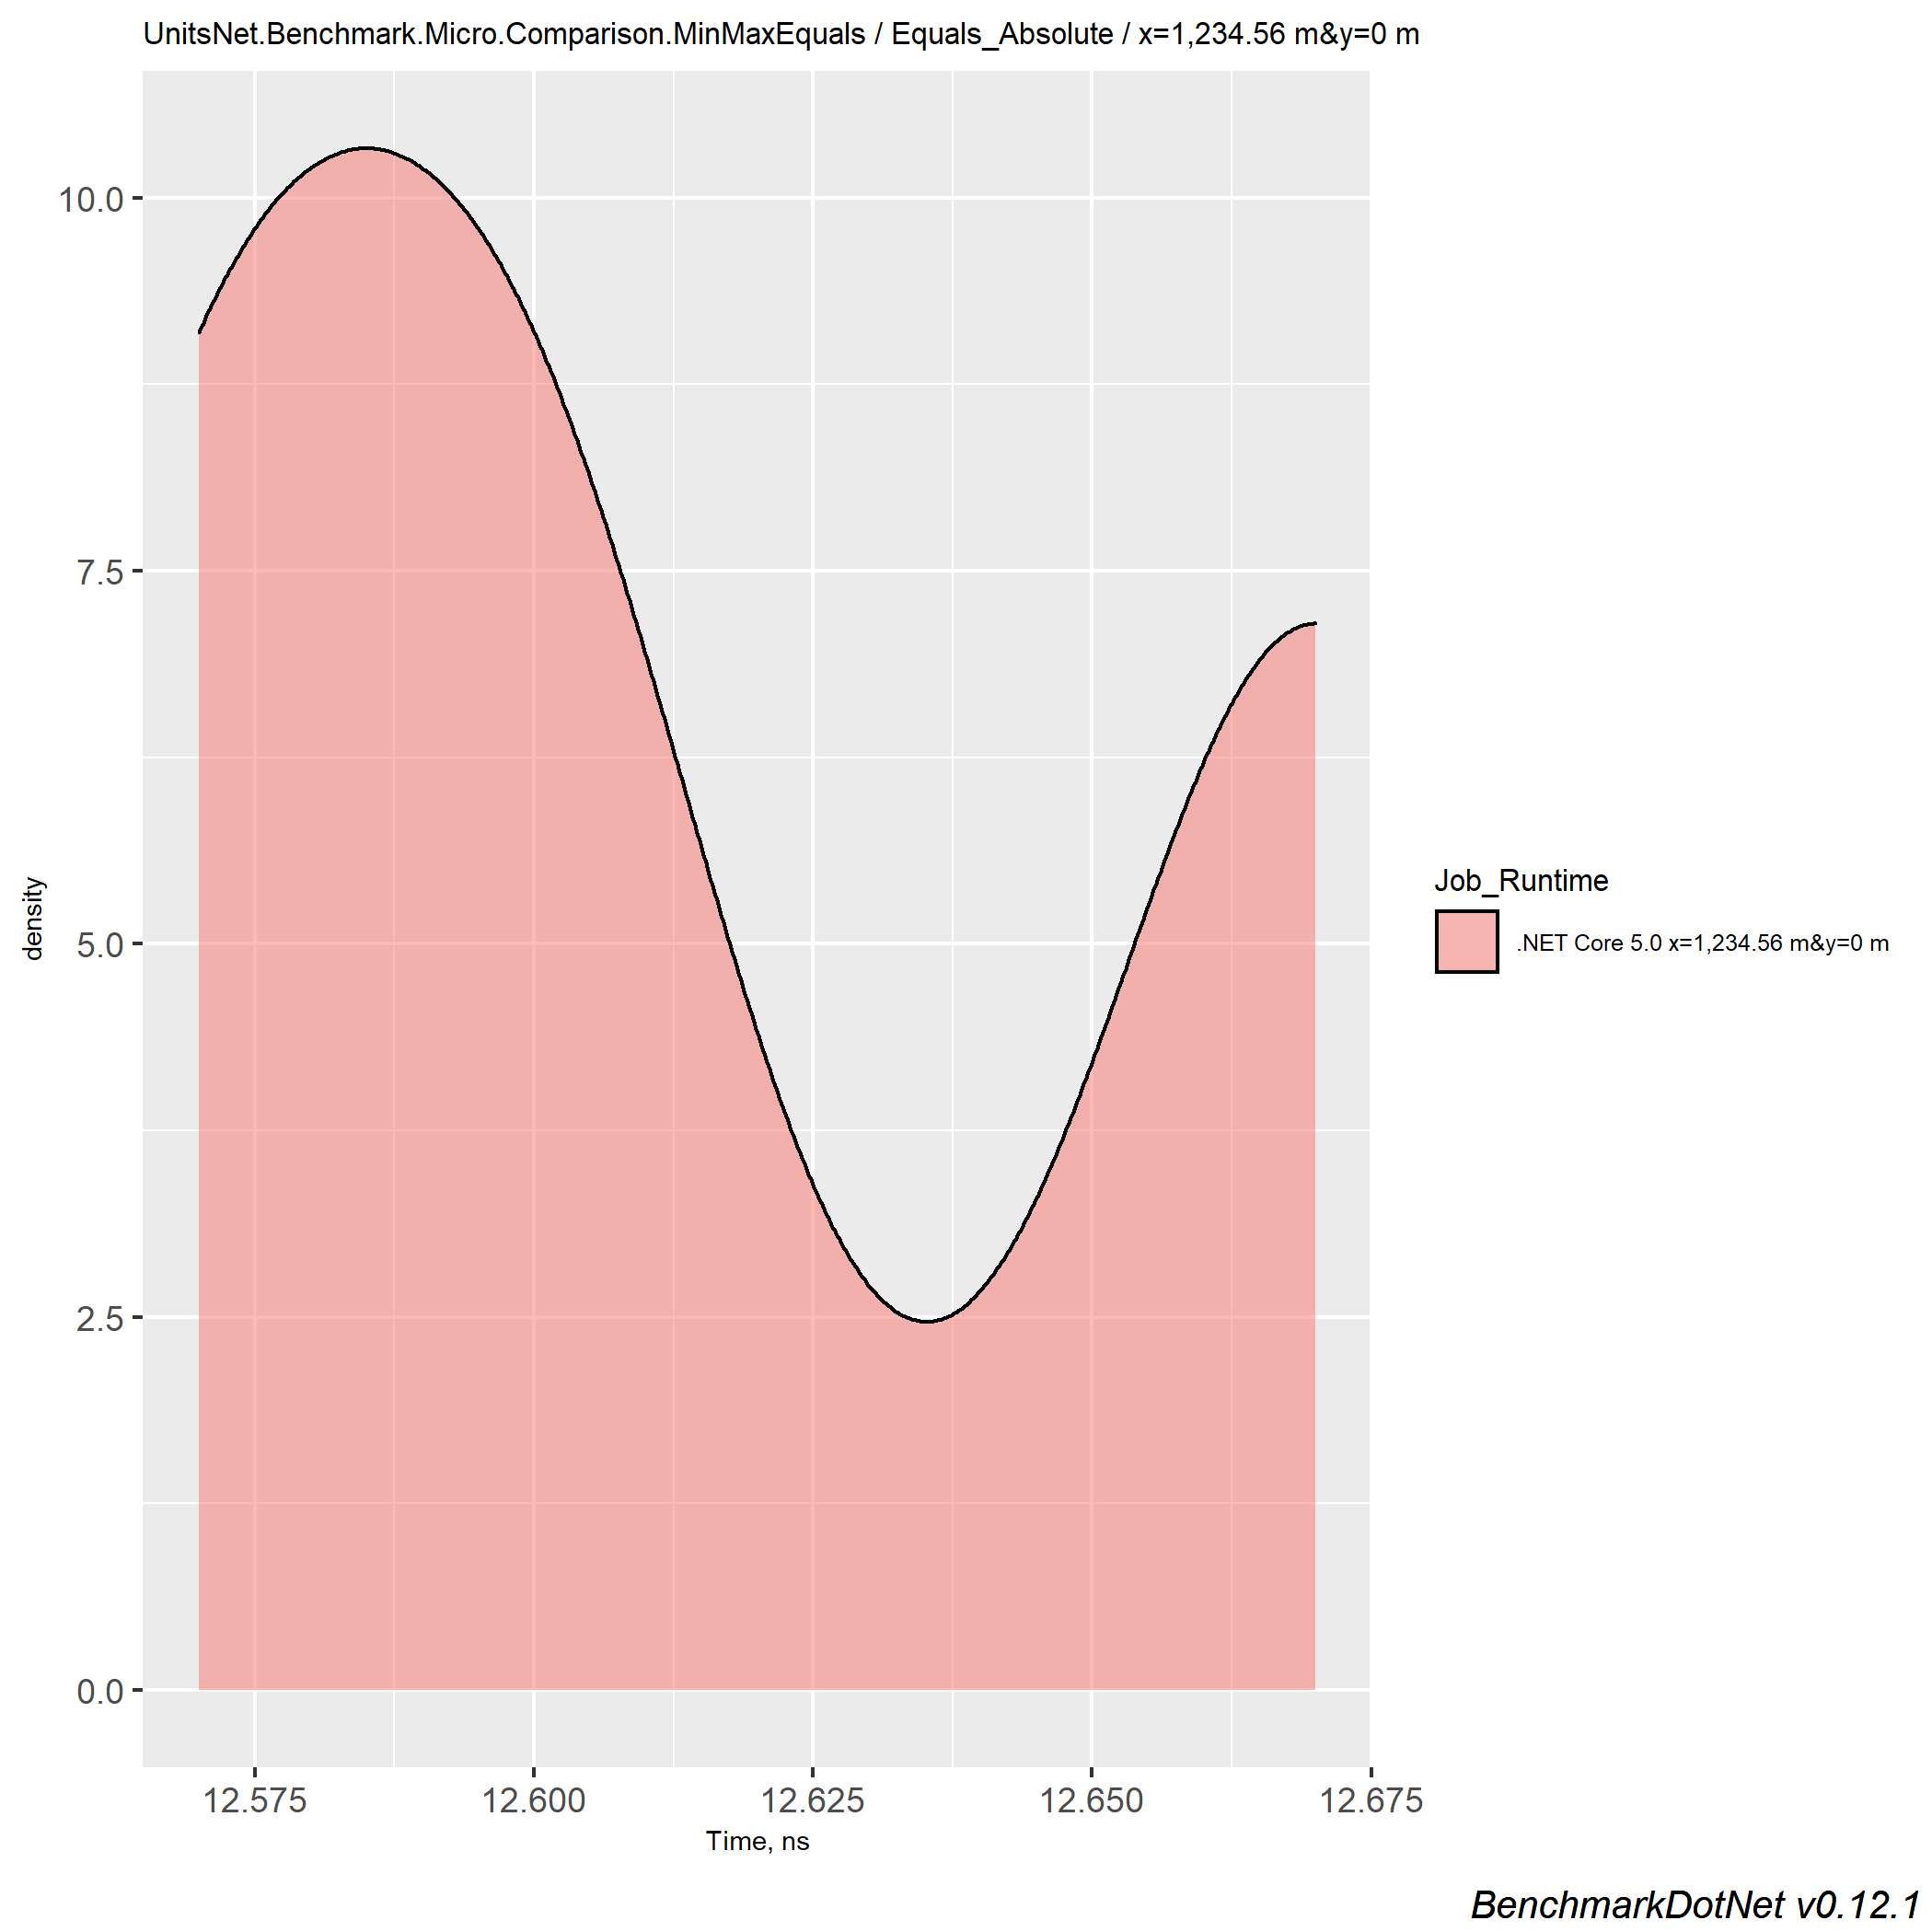 UnitsNet.Benchmark.Micro.Comparison.MinMaxEquals / Equals_Absolute / x=1,234.56 m&y=0 m
10.0
7.5
5.0
2.5
0.0
density
12.575 12.600 12.625 12.650 12.675
Time, ns
Job_Runtime
.NET Core 5.0 x=1,234.56 m&y=0 m
BenchmarkDotNet v0.12.1